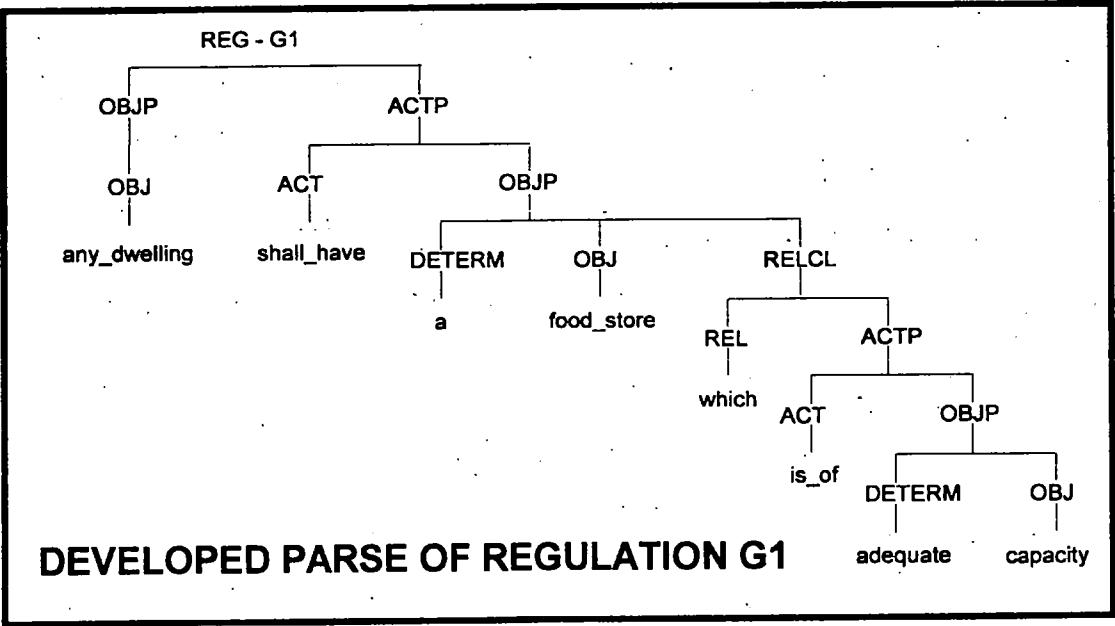 REG - G1
OBJP ACTP
OBJ ACT OBJP
any_dwelling shall_have DETERM OBJ RELCL
a food_store
REL ACTP
which
ACT OBJP
is_of
DETERM OBJ
adequate capacity
DEVELOPED PARSE OF REGULATION G1